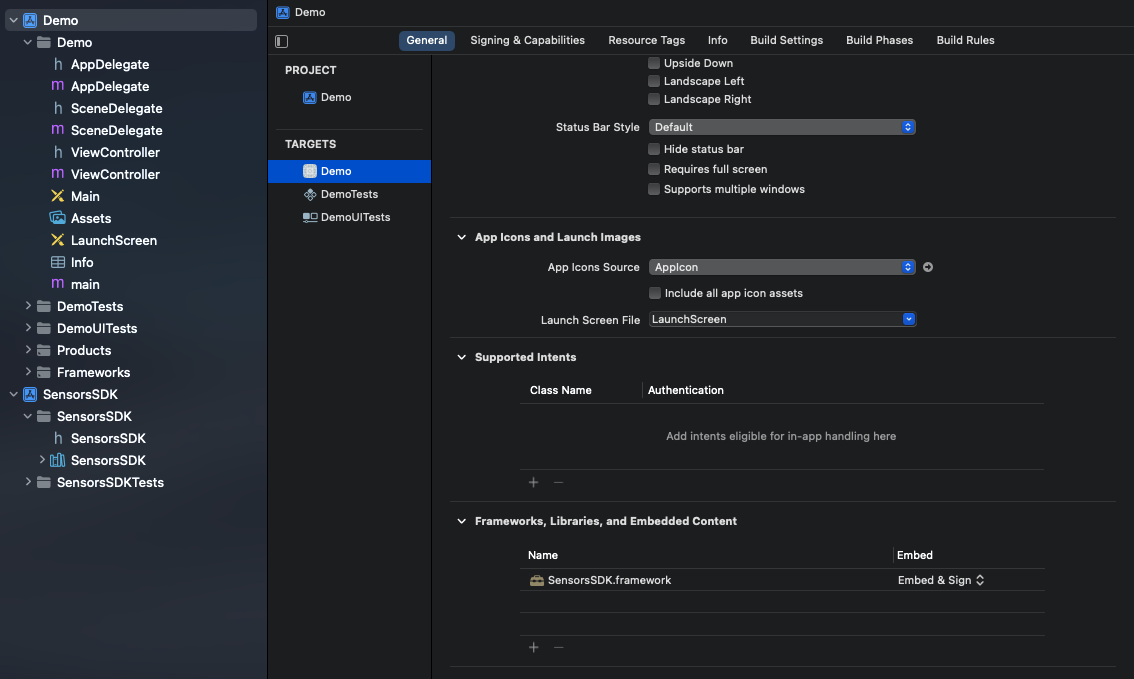 Demo
Demo
h AppDelegate
m AppDelegate
h SceneDelegate
m SceneDelegate
h ViewController
m ViewController
Main
Assets
LaunchScreen
Info
m main
DemoTests
DemoUITests
Products
Frameworks
SensorsSDK
SensorsSDK
h SensorsSDK
SensorsSDK
SensorsSDKTests
Demo
General Signing & Capabilities Resource Tags Info Build Settings Build Phases Build Rules
PROJECT
Demo
TARGETS
Demo
DemoTests
DemoUITests
Upside Down
Landscape Left
Landscape Right
Status Bar Style Default
Hide status bar
Requires full screen
Supports multiple windows
App Icons and Launch Images
App Icons Source AppIcon
Include all app icon assets
Launch Screen File LaunchScreen
Supported Intents
Class Name Authentication
Add intents eligible for in-app handling here
+ −
Frameworks, Libraries, and Embedded Content
Name Embed
SensorsSDK.framework Embed & Sign
+ −